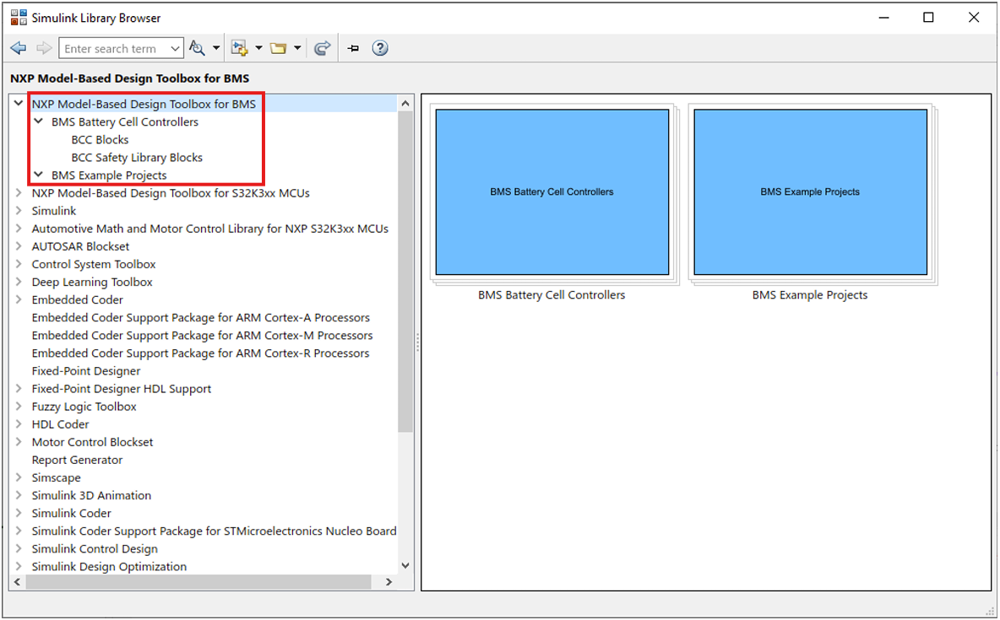 Simulink Library Browser
Enter search term
NXP Model-Based Design Toolbox for BMS
NXP Model-Based Design Toolbox for BMS
BMS Battery Cell Controllers
BCC Blocks
BCC Safety Library Blocks
BMS Example Projects
NXP Model-Based Design Toolbox for S32K3xx MCUs
Simulink
Automotive Math and Motor Control Library for NXP S32K3xx MCUs
AUTOSAR Blockset
Control System Toolbox
Deep Learning Toolbox
Embedded Coder
Embedded Coder Support Package for ARM Cortex-A Processors
Embedded Coder Support Package for ARM Cortex-M Processors
Embedded Coder Support Package for ARM Cortex-R Processors
Fixed-Point Designer
Fixed-Point Designer HDL Support
Fuzzy Logic Toolbox
HDL Coder
Motor Control Blockset
Report Generator
Simscape
Simulink 3D Animation
Simulink Coder
Simulink Coder Support Package for STMicroelectronics Nucleo Board
Simulink Control Design
Simulink Design Optimization
BMS Battery Cell Controllers
BMS Example Projects
BMS Battery Cell Controllers
BMS Example Projects